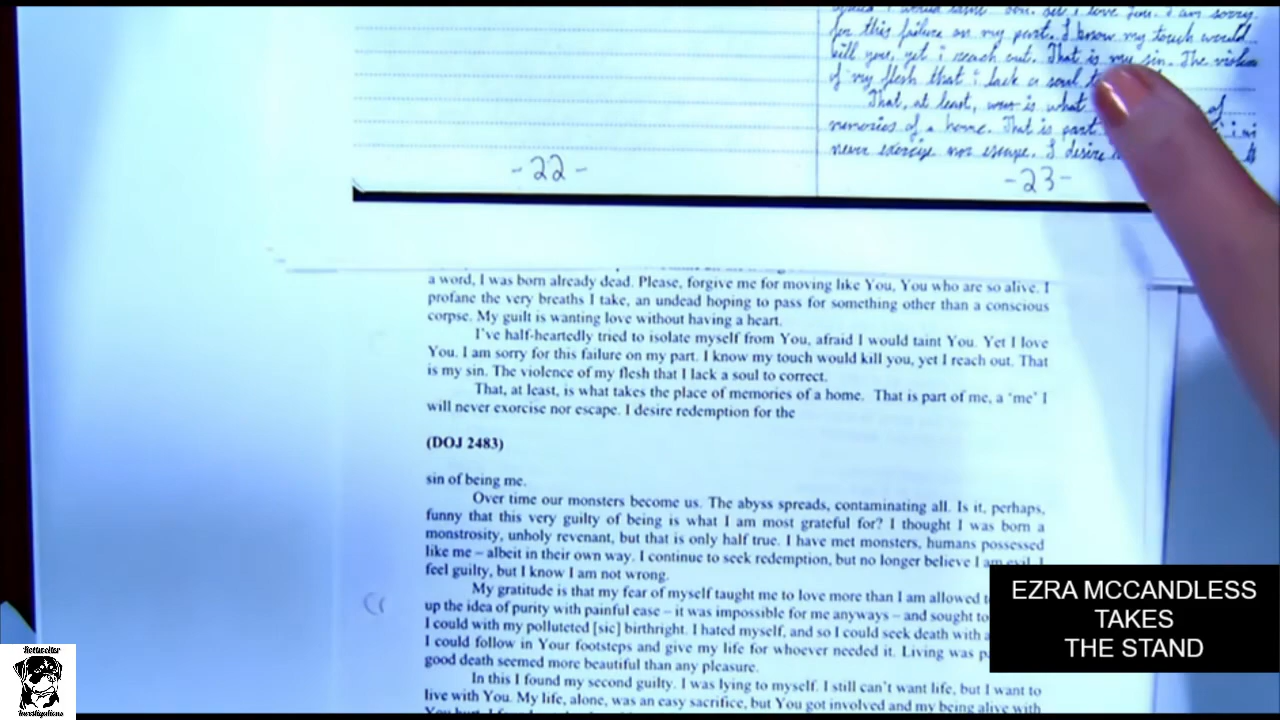 for this failure on my part. I know my touch would
kill you, yet i reach out. That is my sin. The violence
of my flesh that i lack a soul
That, at least, is what of
memories of a home. That is part
never exorcise nor escape. I desire
-22-
-23-
a word, I was born already dead. Please, forgive me for moving like You, You who are so alive. I
profane the very breaths I take, an undead hoping to pass for something other than a conscious
corpse. My guilt is wanting love without having a heart.
I've half-heartedly tried to isolate myself from You, afraid I would taint You. Yet I love
You. I am sorry for this failure on my part. I know my touch would kill you, yet I reach out. That
is my sin. The violence of my flesh that I lack a soul to correct.
That, at least, is what takes the place of memories of a home. That is part of me, a 'me' I
will never exorcise nor escape. I desire redemption for the
(DOJ 2483)
sin of being me.
Over time our monsters become us. The abyss spreads, contaminating all. Is it, perhaps,
funny that this very guilty of being is what I am most grateful for? I thought I was born a
monstrosity, unholy revenant, but that is only half true. I have met monsters, humans possessed
like me – albeit in their own way. I continue to seek redemption, but no longer believe I am evil. I
feel guilty, but I know I am not wrong.
My gratitude is that my fear of myself taught me to love more than I am allowed
up the idea of purity with painful ease – it was impossible for me anyways – and sought to
I could with my polluteted [sic] birthright. I hated myself, and so I could seek death with
I could follow in Your footsteps and give my life for whoever needed it. Living was
good death seemed more beautiful than any pleasure.
In this I found my second guilty. I was lying to myself. I still can't want life, but I want to
live with You. My life, alone, was an easy sacrifice, but You got involved and my being alive with
EZRA MCCANDLESS
TAKES
THE STAND
Rottweiler
Investigations